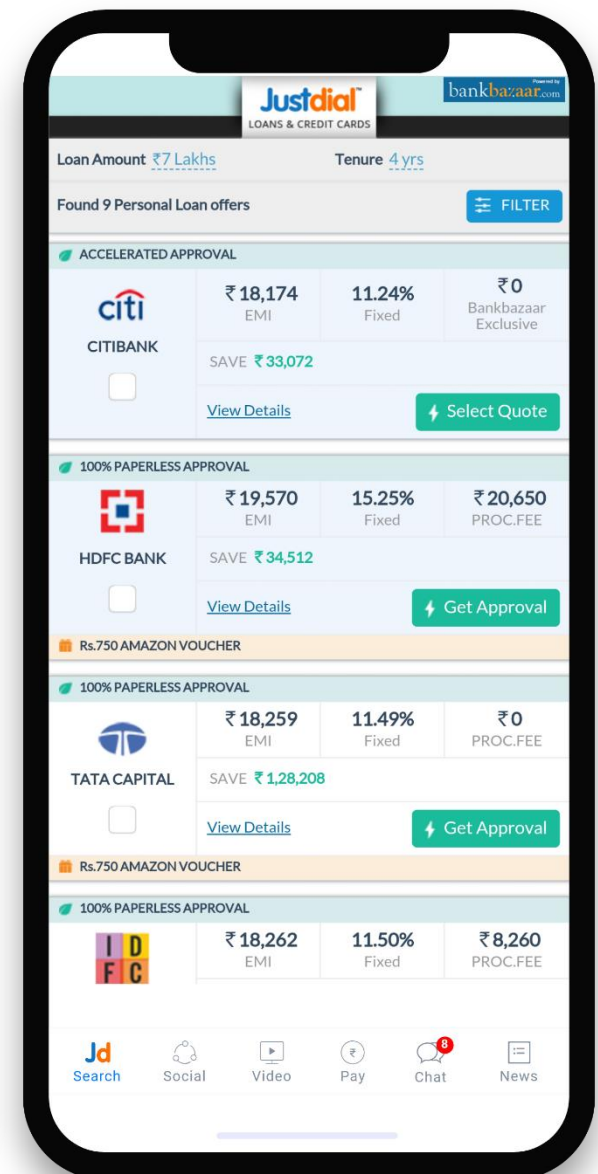 Justdial™
LOANS & CREDIT CARDS
Powered by
bankbazaar.com
Loan Amount ₹7 Lakhs Tenure 4 yrs
Found 9 Personal Loan offers FILTER
ACCELERATED APPROVAL
citi
CITIBANK
₹18,174 11.24% ₹0
EMI Fixed Bankbazaar
Exclusive
SAVE ₹33,072
View Details Select Quote
100% PAPERLESS APPROVAL
HDFC BANK
₹19,570 15.25% ₹20,650
EMI Fixed PROC.FEE
SAVE ₹34,512
View Details Get Approval
Rs.750 AMAZON VOUCHER
100% PAPERLESS APPROVAL
TATA CAPITAL
₹18,259 11.49% ₹0
EMI Fixed PROC.FEE
SAVE ₹1,28,208
View Details Get Approval
Rs.750 AMAZON VOUCHER
100% PAPERLESS APPROVAL
I D
F C
₹18,262 11.50% ₹8,260
EMI Fixed PROC.FEE
Jd ₹ 8
Search Social Video Pay Chat News